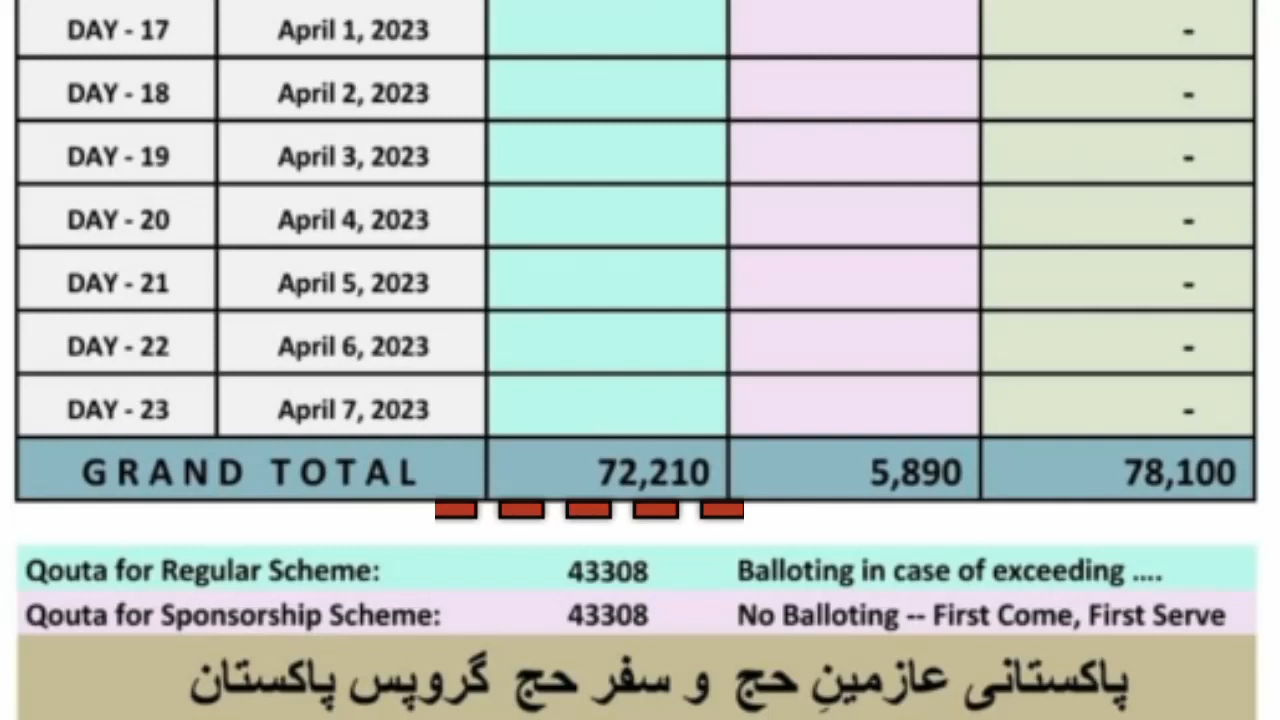 DAY - 17 April 1, 2023 -
DAY - 18 April 2, 2023 -
DAY - 19 April 3, 2023 -
DAY - 20 April 4, 2023 -
DAY - 21 April 5, 2023 -
DAY - 22 April 6, 2023 -
DAY - 23 April 7, 2023 -
GRAND TOTAL 72,210 5,890 78,100
Qouta for Regular Scheme: 43308 Balloting in case of exceeding ....
Qouta for Sponsorship Scheme: 43308 No Balloting -- First Come, First Serve
پاکستانی عازمینِ حج و سفر حج گروپس پاکستان